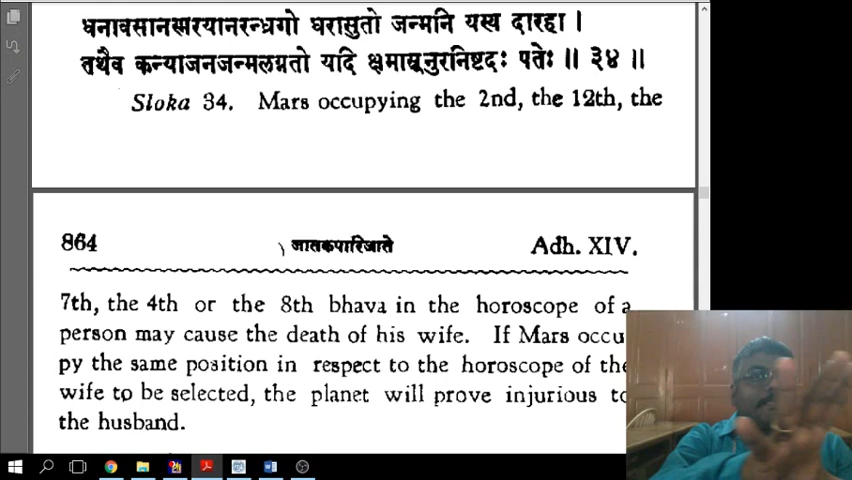 धनावसानस्मरयानरन्ध्रगो धरासुतो जन्मनि यस्य दारहा ।
तथैव कन्याजनजन्मलग्नतो यदि क्षमासूनुरनिष्टदः पतेः ॥ ३४ ॥
Sloka 34. Mars occupying the 2nd, the 12th, the
864 जातकपारिजाते Adh. XIV.
7th, the 4th or the 8th bhava in the horoscope of a
person may cause the death of his wife. If Mars occu
py the same position in respect to the horoscope of the
wife to be selected, the planet will prove injurious to
the husband.